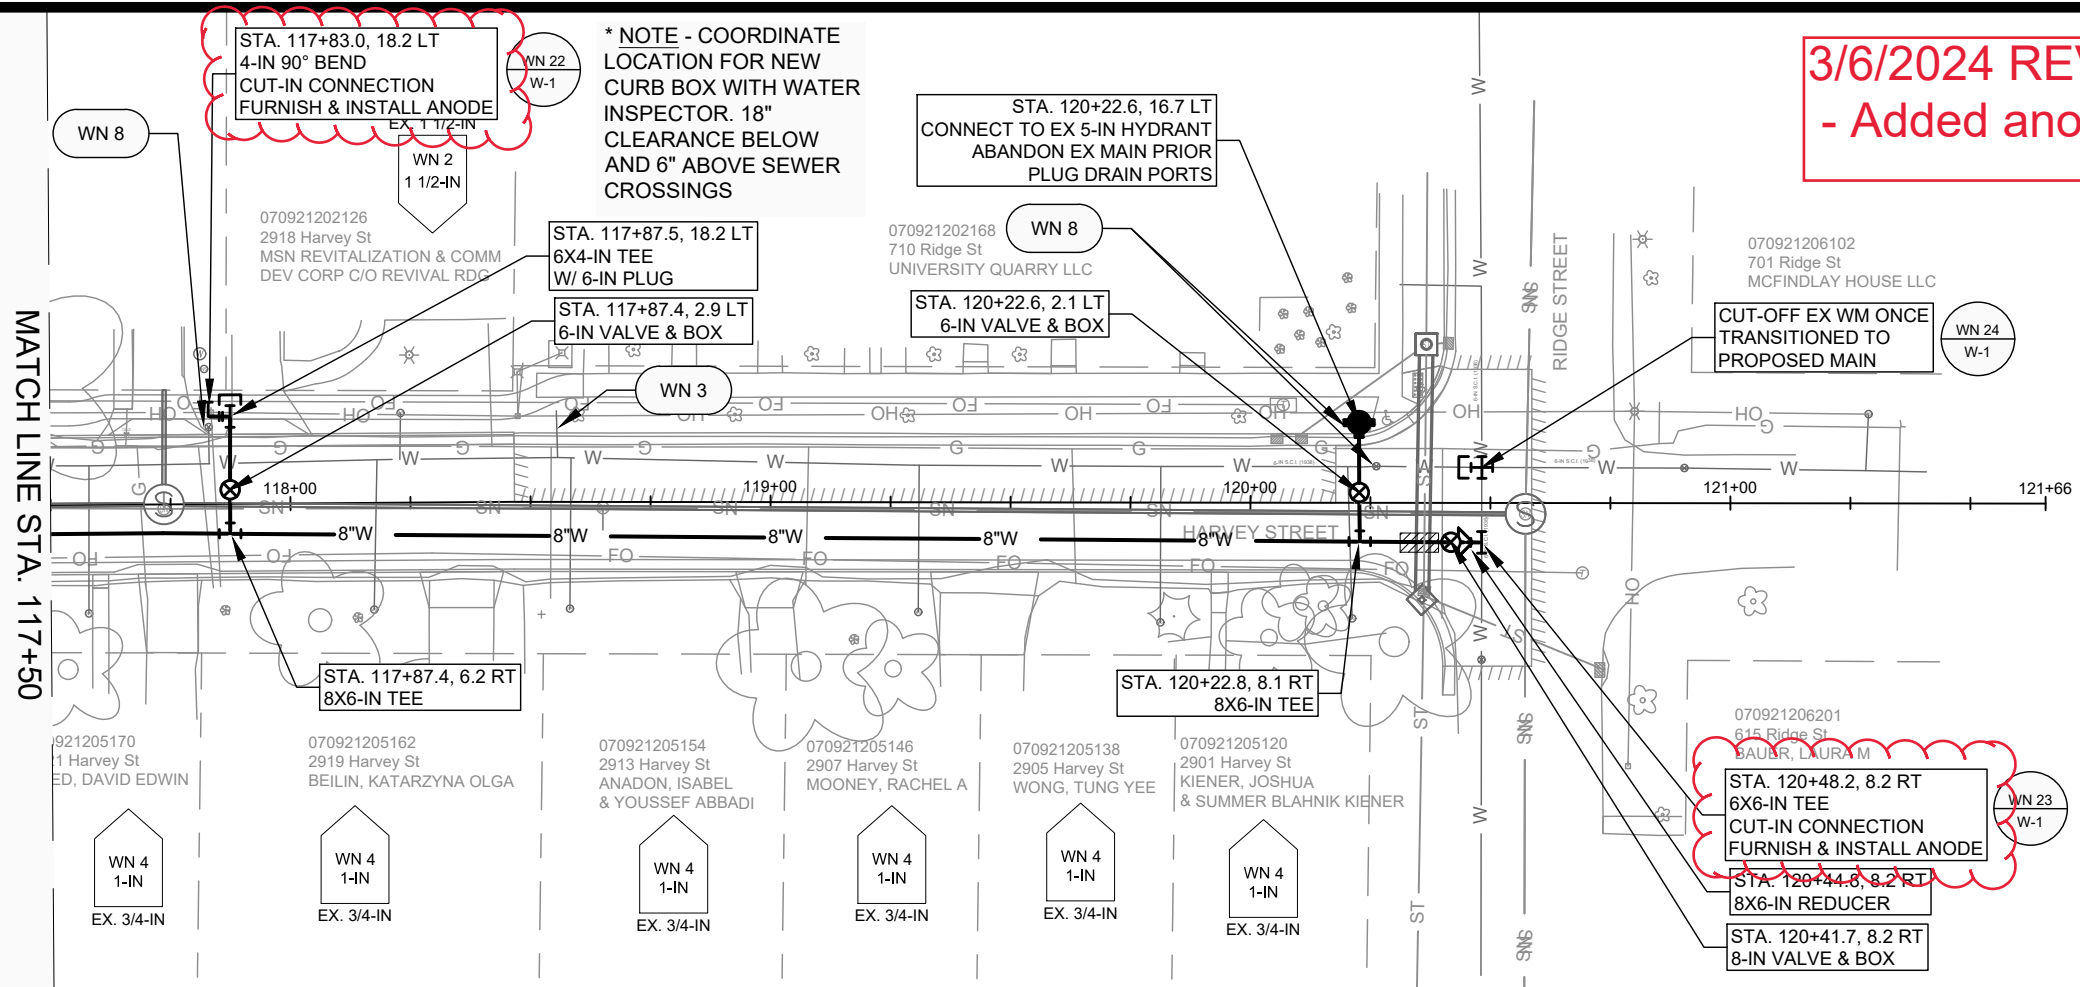 STA. 117+83.0, 18.2 LT
4-IN 90° BEND
CUT-IN CONNECTION
FURNISH & INSTALL ANODE
WN 22
W-1
* NOTE - COORDINATE
LOCATION FOR NEW
CURB BOX WITH WATER
INSPECTOR. 18"
CLEARANCE BELOW
AND 6" ABOVE SEWER
CROSSINGS
3/6/2024 REV
- Added ano
WN 8
EX. 1 1/2-IN
WN 2
1 1/2-IN
STA. 120+22.6, 16.7 LT
CONNECT TO EX 5-IN HYDRANT
ABANDON EX MAIN PRIOR
PLUG DRAIN PORTS
070921202126
2918 Harvey St
MSN REVITALIZATION & COMM
DEV CORP C/O REVIVAL RDG
STA. 117+87.5, 18.2 LT
6X4-IN TEE
W/ 6-IN PLUG
070921202168
710 Ridge St
UNIVERSITY QUARRY LLC
WN 8
RIDGE STREET
070921206102
701 Ridge St
MCFINDLAY HOUSE LLC
STA. 117+87.4, 2.9 LT
6-IN VALVE & BOX
STA. 120+22.6, 2.1 LT
6-IN VALVE & BOX
CUT-OFF EX WM ONCE
TRANSITIONED TO
PROPOSED MAIN
WN 24
W-1
WN 3
MATCH LINE STA. 117+50
118+00
119+00
120+00
121+00
121+66
8"W
8"W
8"W
8"W
8"W
HARVEY STREET
STA. 117+87.4, 6.2 RT
8X6-IN TEE
STA. 120+22.8, 8.1 RT
8X6-IN TEE
921205170
1 Harvey St
ED, DAVID EDWIN
070921205162
2919 Harvey St
BEILIN, KATARZYNA OLGA
070921205154
2913 Harvey St
ANADON, ISABEL
& YOUSSEF ABBADI
070921205146
2907 Harvey St
MOONEY, RACHEL A
070921205138
2905 Harvey St
WONG, TUNG YEE
070921205120
2901 Harvey St
KIENER, JOSHUA
& SUMMER BLAHNIK KIENER
070921206201
615 Ridge St
BAUER, LAURA M
STA. 120+48.2, 8.2 RT
6X6-IN TEE
CUT-IN CONNECTION
FURNISH & INSTALL ANODE
WN 23
W-1
STA. 120+44.8, 8.2 RT
8X6-IN REDUCER
STA. 120+41.7, 8.2 RT
8-IN VALVE & BOX
WN 4
1-IN
EX. 3/4-IN
WN 4
1-IN
EX. 3/4-IN
WN 4
1-IN
EX. 3/4-IN
WN 4
1-IN
EX. 3/4-IN
WN 4
1-IN
EX. 3/4-IN
WN 4
1-IN
EX. 3/4-IN